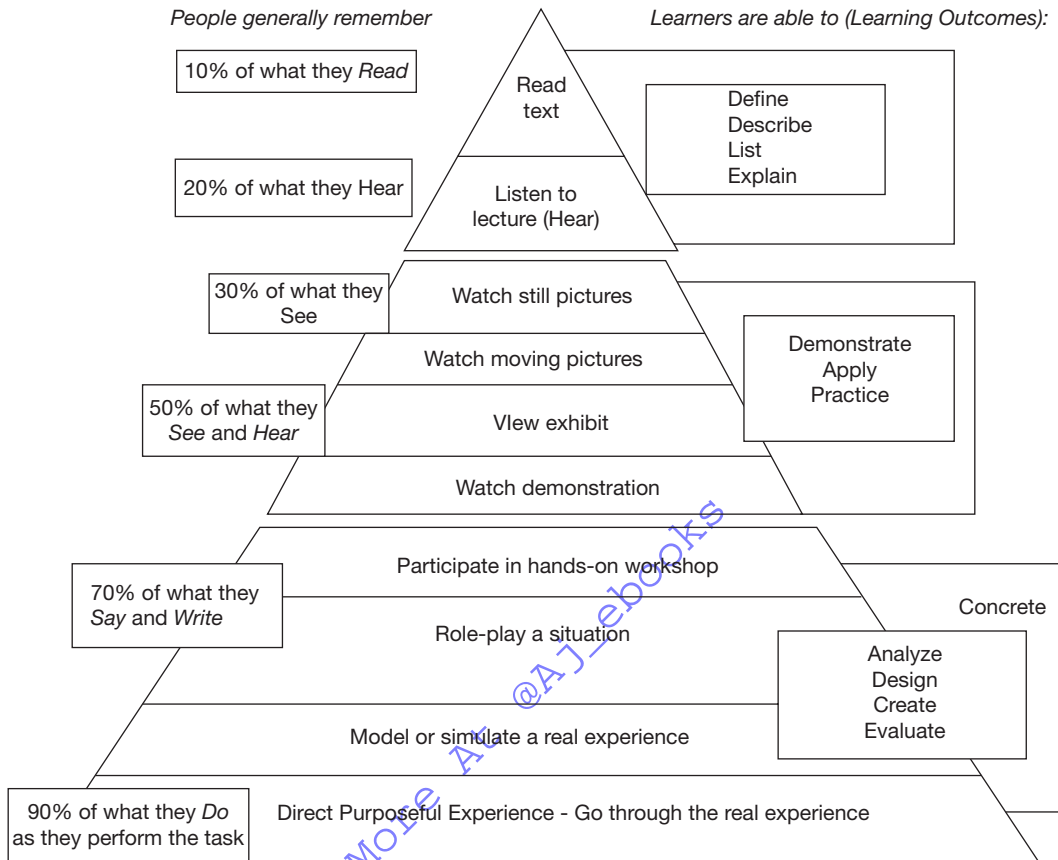 People generally remember
Learners are able to (Learning Outcomes):
10% of what they Read
Read
text
Define
Describe
List
Explain
20% of what they Hear
Listen to
lecture (Hear)
30% of what they
See
Watch still pictures
Watch moving pictures
Demonstrate
Apply
Practice
50% of what they
See and Hear
VIew exhibit
Watch demonstration
Participate in hands-on workshop
70% of what they
Say and Write
Role-play a situation
Concrete
Analyze
Design
Create
Evaluate
Model or simulate a real experience
90% of what they Do
as they perform the task
Direct Purposeful Experience - Go through the real experience
More At @Aj_ebooks